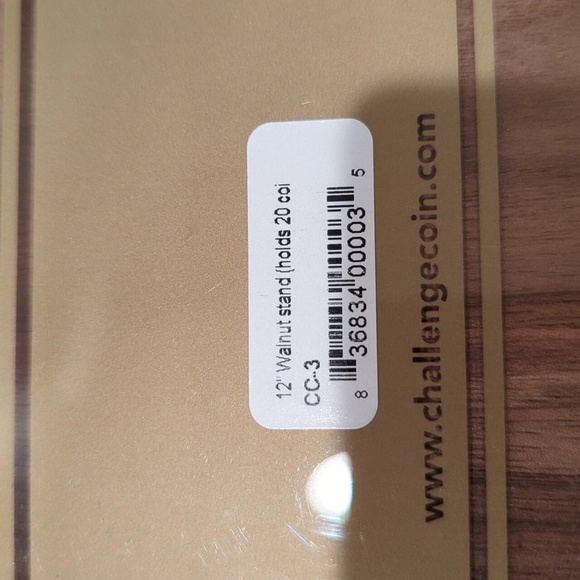 12" Walnut stand (holds 20 coi
CC-3
8 36834 00003 5
www.challengecoin.com